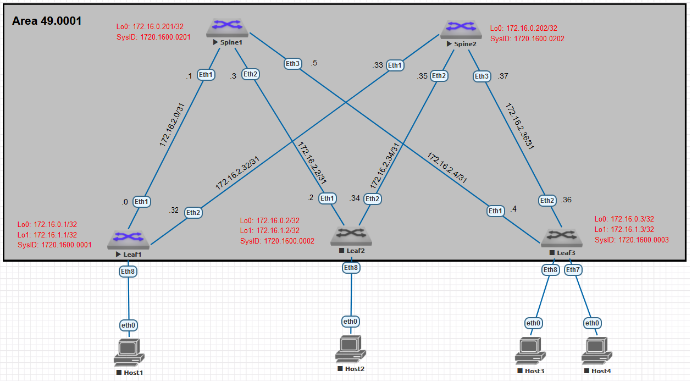 Area 49.0001
Lo0: 172.16.0.201/32
SysID: 1720.1600.0201
Spine1
Lo0: 172.16.0.202/32
SysID: 1720.1600.0202
Spine2
.1
Eth1
.3
Eth2
Eth3
.5
.33
Eth1
.35
Eth2
Eth3
.37
172.16.2.0/31
172.16.2.32/31
172.16.2.2/31
172.16.2.34/31
172.16.2.4/31
172.16.2.36/31
.0
Eth1
.32
Eth2
.2
Eth1
.34
Eth2
Eth1
.4
Eth2
.36
Lo0: 172.16.0.1/32
Lo1: 172.16.1.1/32
SysID: 1720.1600.0001
Leaf1
Lo0: 172.16.0.2/32
Lo1: 172.16.1.2/32
SysID: 1720.1600.0002
Leaf2
Lo0: 172.16.0.3/32
Lo1: 172.16.1.3/32
SysID: 1720.1600.0003
Leaf3
Eth8
Eth8
Eth8
Eth7
eth0
eth0
eth0
eth0
Host1
Host2
Host3
Host4